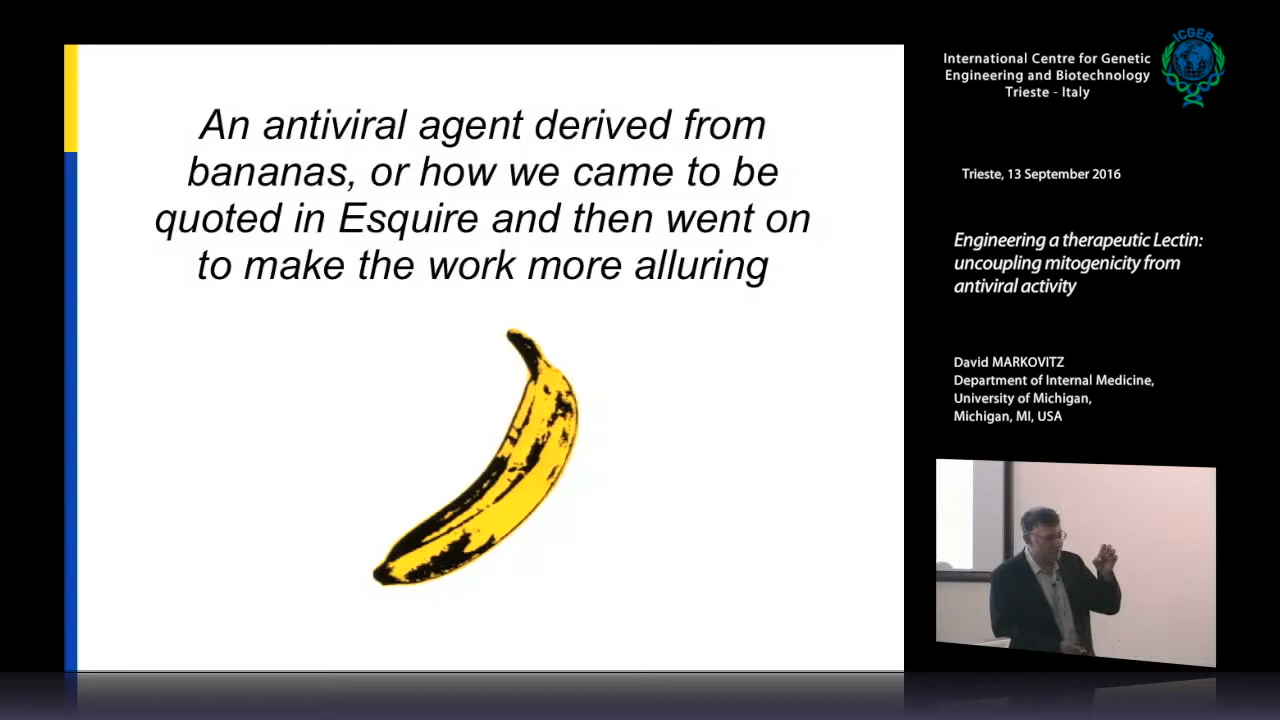 An antiviral agent derived from
bananas, or how we came to be
quoted in Esquire and then went on
to make the work more alluring
ICGEB
International Centre for Genetic
Engineering and Biotechnology
Trieste - Italy
Trieste, 13 September 2016
Engineering a therapeutic Lectin:
uncoupling mitogenicity from
antiviral activity
David MARKOVITZ
Department of Internal Medicine,
University of Michigan,
Michigan, MI, USA